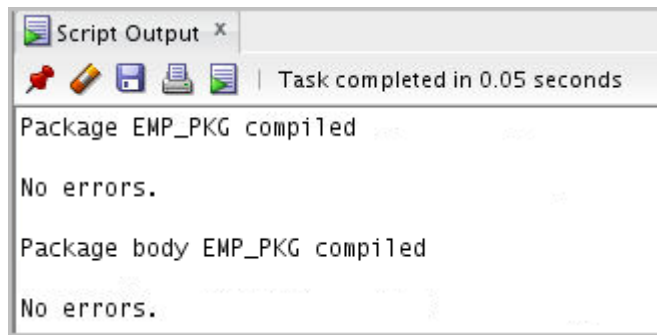 Script Output x
Task completed in 0.05 seconds
Package EMP_PKG compiled
No errors.
Package body EMP_PKG compiled
No errors.